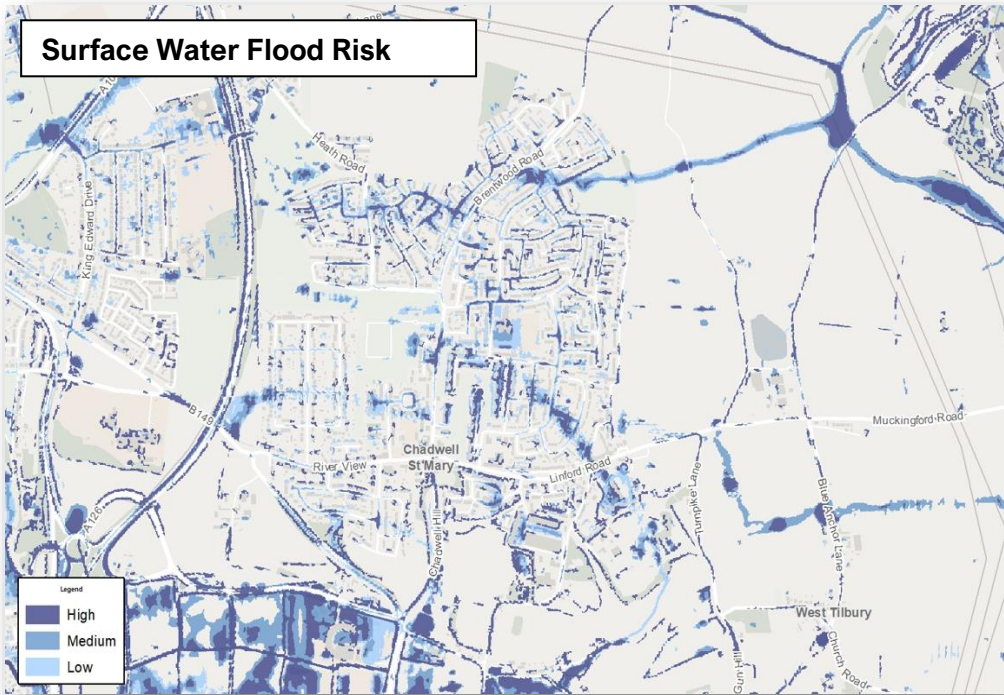 Surface Water Flood Risk
Lane
Heath Road
Brentwood Road
King Edward Drive
B149
Muckingford Road
Chadwell
St Mary
River View
Linford Road
Turnpike Lane
Blue Anchor Lane
Chadwell Hill
A126
West Tilbury
Gun Hill
Church Road
Legend
High
Medium
Low